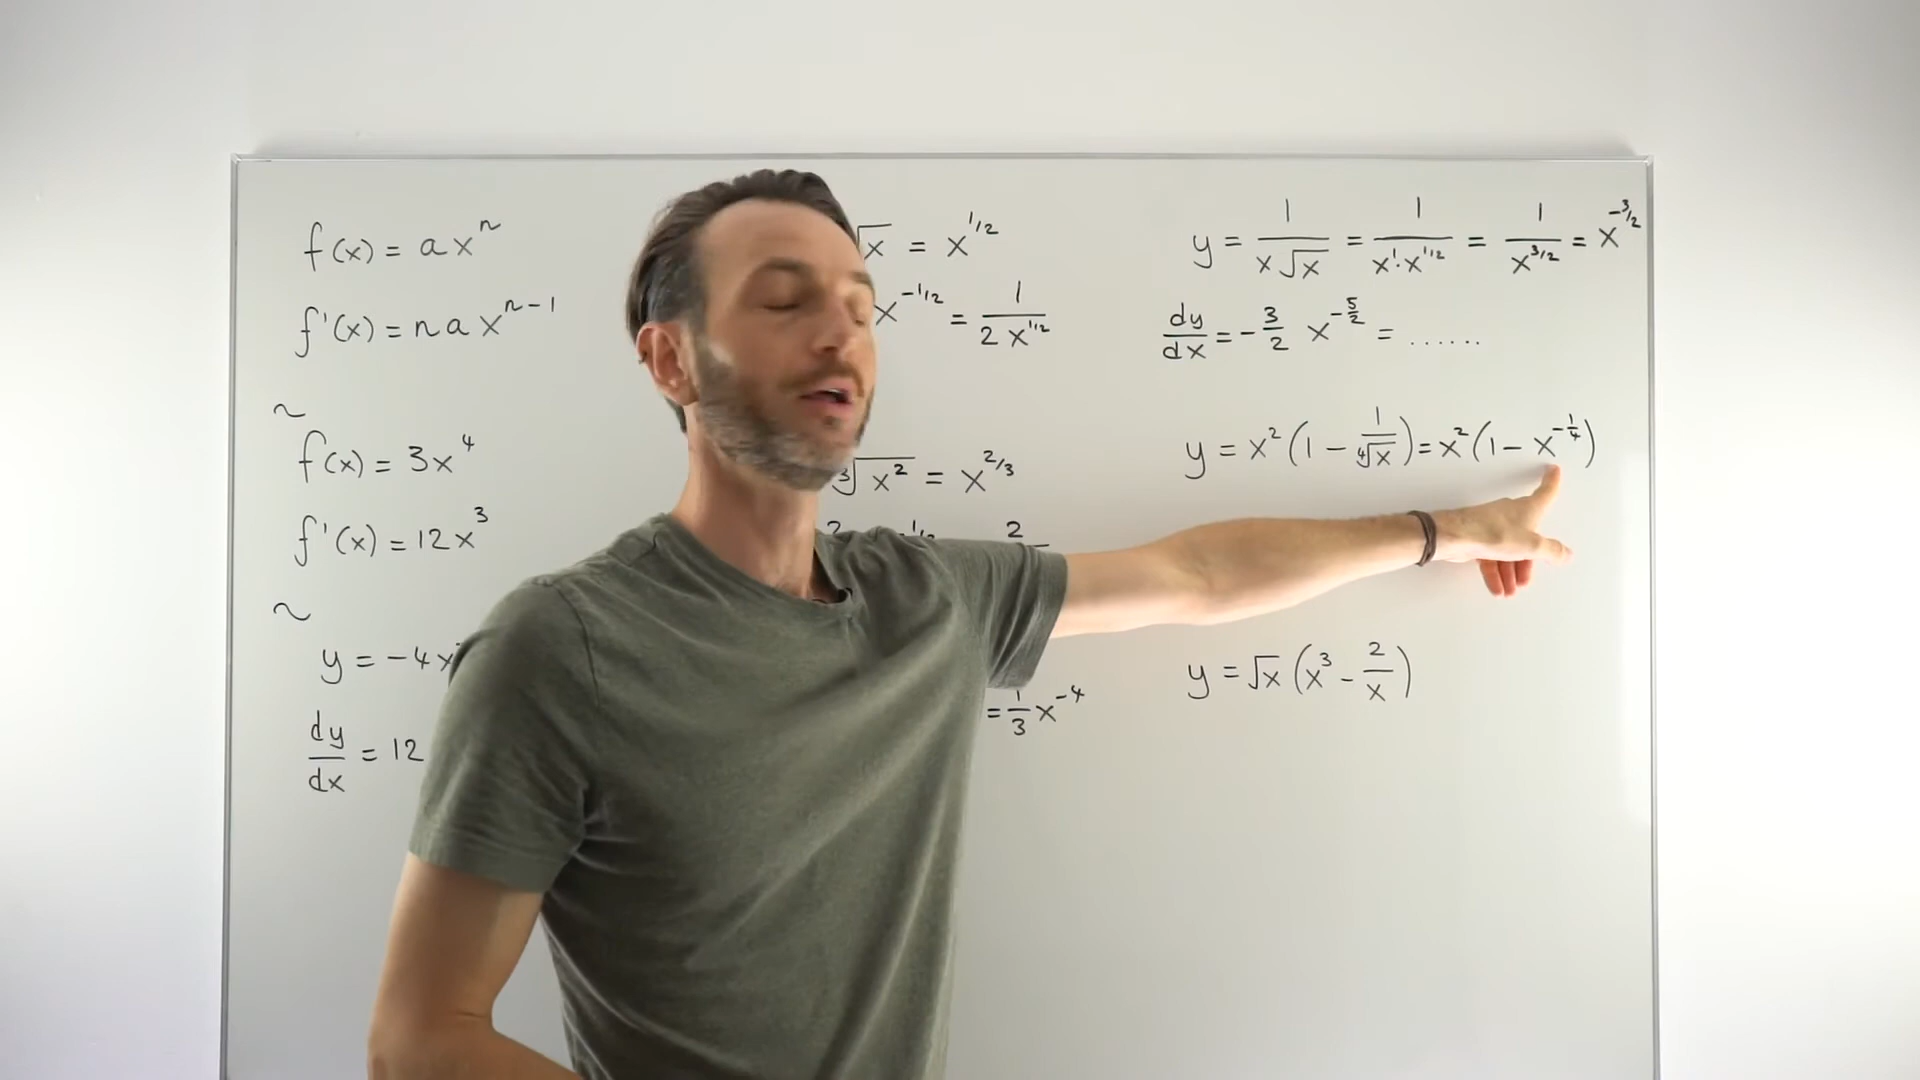 f(x) = ax^n
f'(x) = nax^{n-1}
~
f(x) = 3x^4
f'(x) = 12x^3
~
y = -4x
dy/dx = 12
√x = x^{1/2}
x^{-1/2} = 1/(2x^{1/2})
∛x² = x^{2/3}
2
= 1/3 x^{-4}
y = 1/(x√x) = 1/(x^1·x^{1/2}) = 1/x^{3/2} = x^{-3/2}
dy/dx = -3/2 x^{-5/2} = ......
y = x²(1 - 1/∜x) = x²(1 - x^{-1/4})
y = √x(x³ - 2/x)